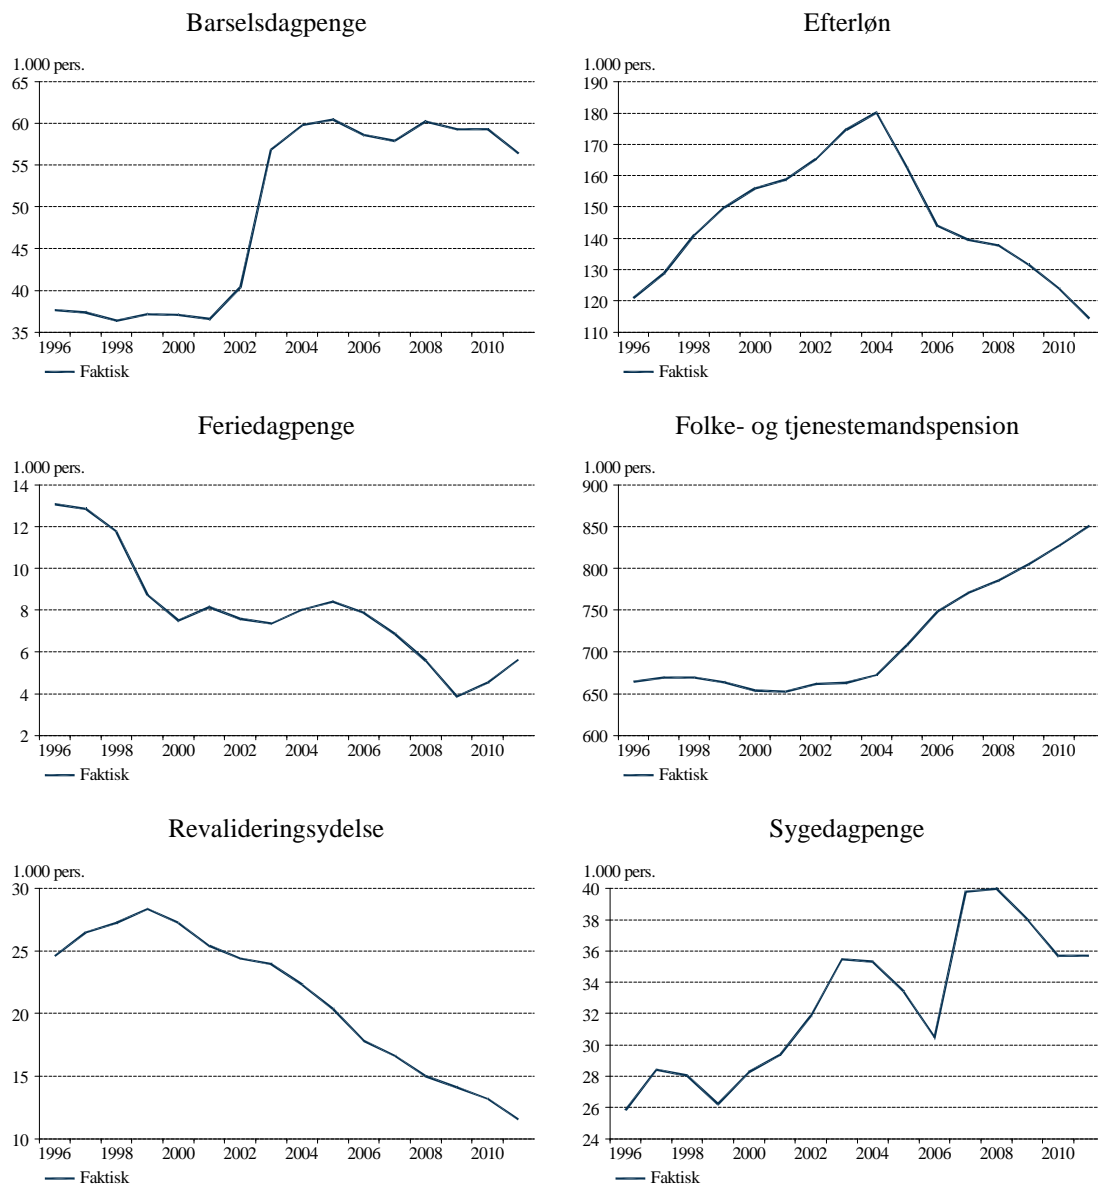 Barselsdagpenge
1.000 pers.
65
60
55
50
45
40
35
1996 1998 2000 2002 2004 2006 2008 2010
Faktisk
Efterløn
1.000 pers.
190
180
170
160
150
140
130
120
110
1996 1998 2000 2002 2004 2006 2008 2010
Faktisk
Feriedagpenge
1.000 pers.
14
12
10
8
6
4
2
1996 1998 2000 2002 2004 2006 2008 2010
Faktisk
Folke- og tjenestemandspension
1.000 pers.
900
850
800
750
700
650
600
1996 1998 2000 2002 2004 2006 2008 2010
Faktisk
Revalideringsydelse
1.000 pers.
30
25
20
15
10
1996 1998 2000 2002 2004 2006 2008 2010
Faktisk
Sygedagpenge
1.000 pers.
40
38
36
34
32
30
28
26
24
1996 1998 2000 2002 2004 2006 2008 2010
Faktisk